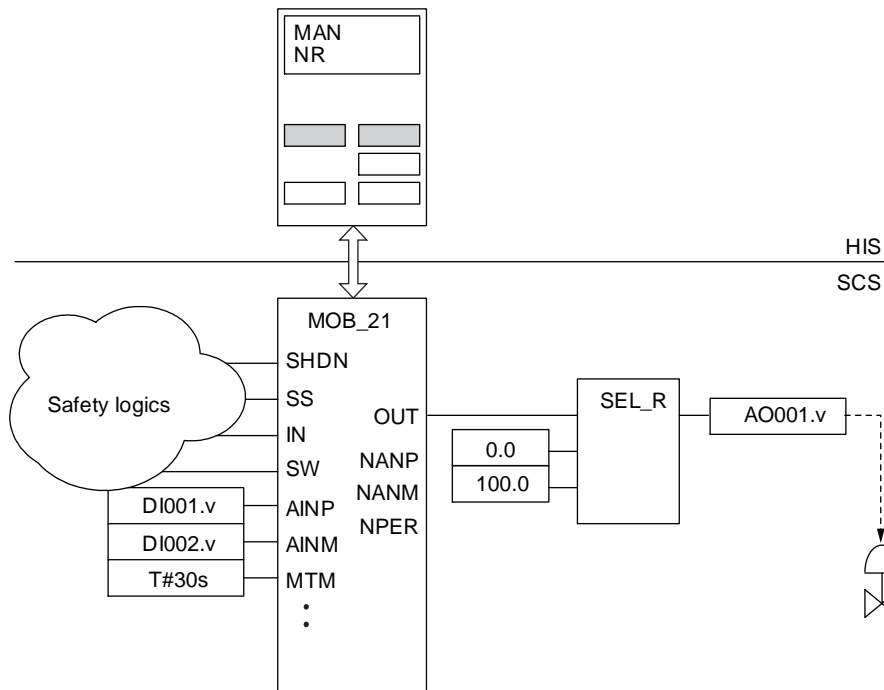 MAN
NR
HIS
SCS
MOB_21
SHDN
SS
IN
SW
AINP
AINM
MTM
OUT
NANP
NANM
NPER
Safety logics
DI001.v
DI002.v
T#30s
SEL_R
0.0
100.0
AO001.v